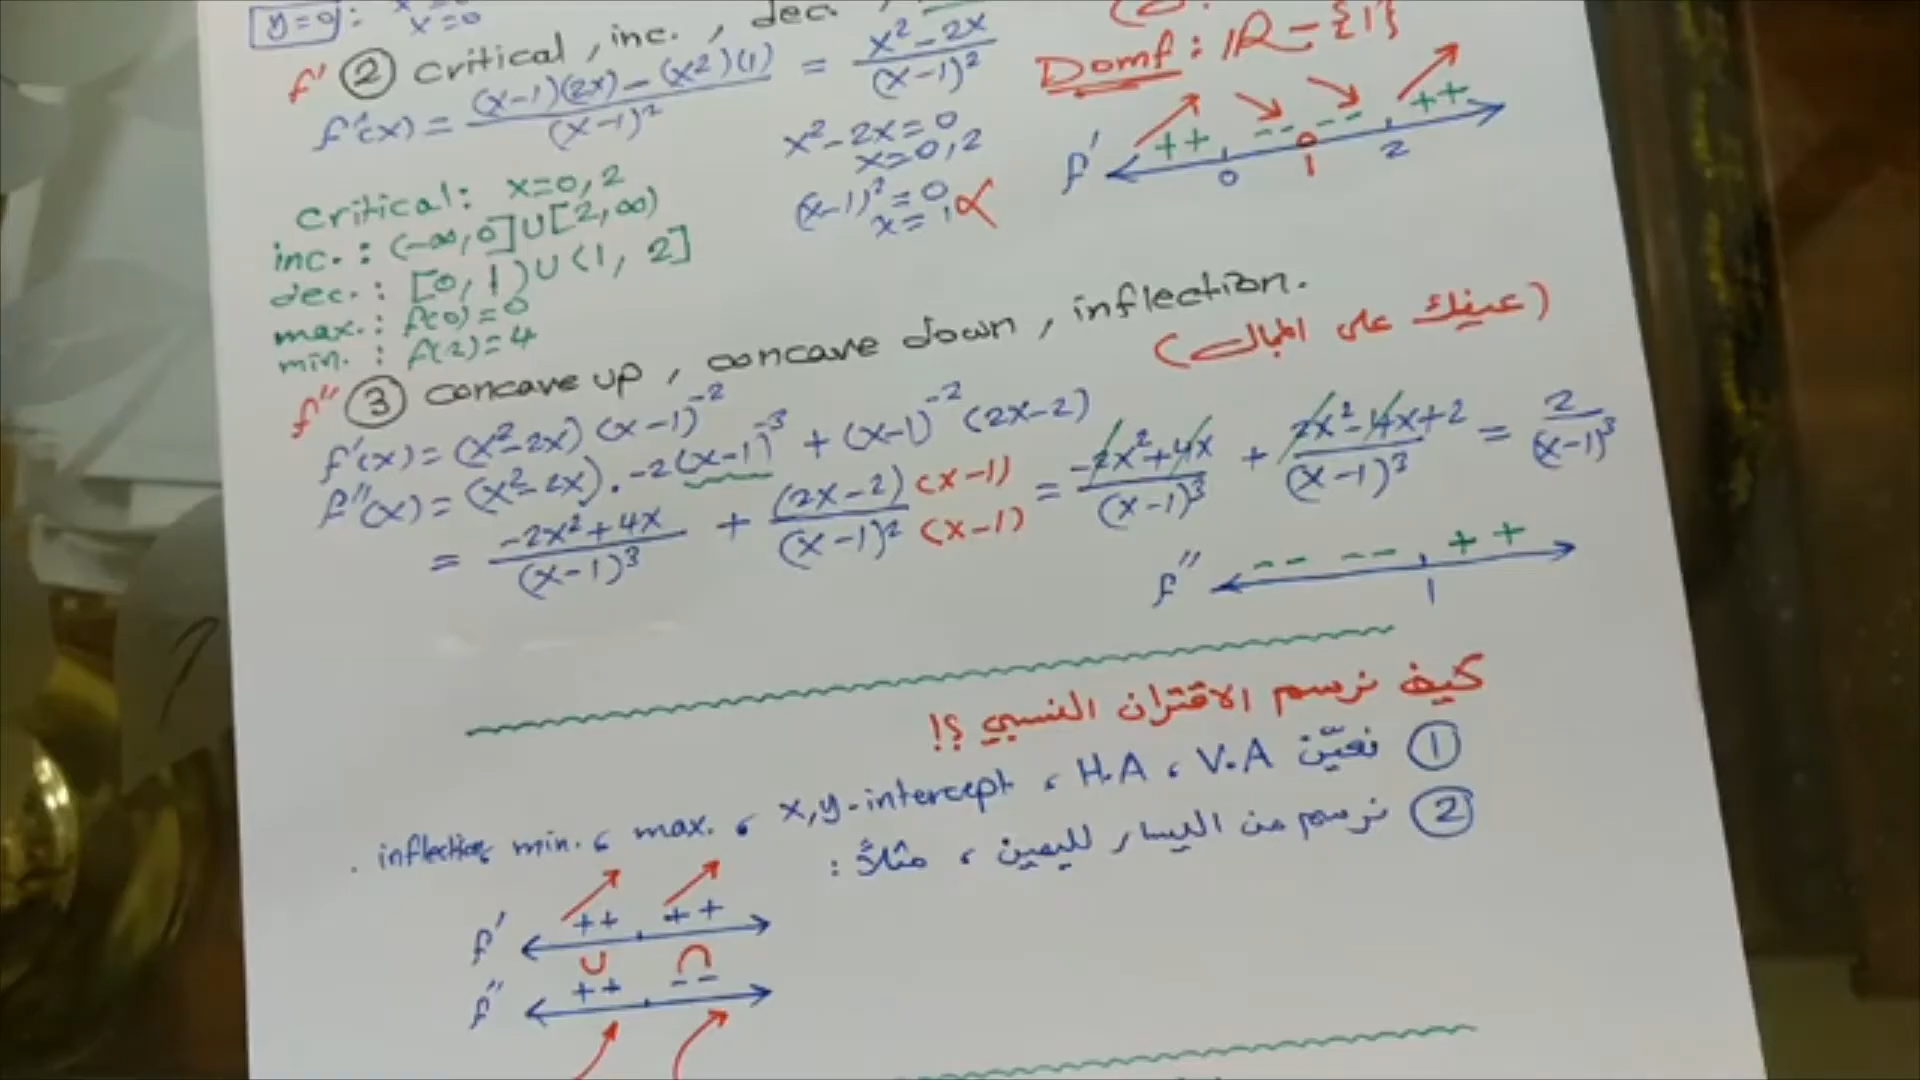 y=0: x=0
f' ② critical, inc., dec.
f'(x) = (x-1)(2x) - (x²)(1) / (x-1)² = x²-2x / (x-1)²
x²-2x=0
x=0,2
(x-1)²=0
x=1 ∝
Domf: IR-{1}
f' ++ -- -- ++
0 1 2
critical: x=0,2
inc.: (-∞,0]∪[2,∞)
dec.: [0,1)∪(1,2]
max.: f(0)=0
min.: f(2)=4
f" ③ concave up, concave down, inflection.
(عينك على المجال)
f'(x) = (x²-2x)(x-1)⁻²
f"(x) = (x²-2x).-2(x-1)⁻³ + (x-1)⁻²(2x-2)
= -2x²+4x / (x-1)³ + (2x-2)(x-1) / (x-1)²(x-1) = -2x²+4x / (x-1)³ + 2x²-4x+2 / (x-1)³ = 2 / (x-1)³
f" -- -- ++
1
كيف نرسم الاقتران النسبي ؟!
① نعيّن V.A ، H.A ، x,y-intercept ، max. ، min. ، inflection .
② نرسم من اليسار لليمين ، مثلاً :
f' ++ ++
∪ ∩
f" ++ --